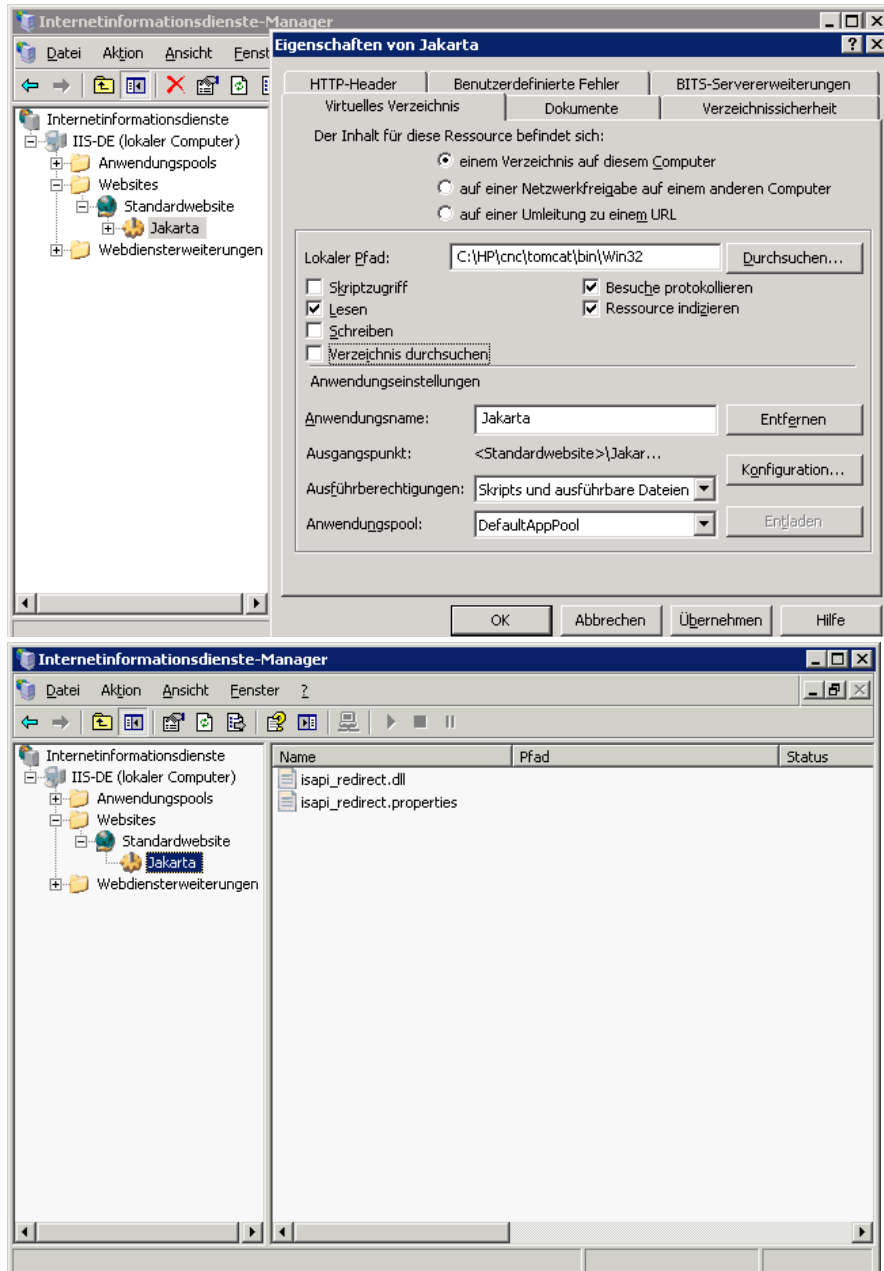 Internetinformationsdienste-Manager
Datei Aktion Ansicht Fenst
Internetinformationsdienste
IIS-DE (lokaler Computer)
Anwendungspools
Websites
Standardwebsite
Jakarta
Webdiensterweiterungen
Eigenschaften von Jakarta
HTTP-Header Benutzerdefinierte Fehler BITS-Servererweiterungen
Virtuelles Verzeichnis Dokumente Verzeichnissicherheit
Der Inhalt für diese Ressource befindet sich:
einem Verzeichnis auf diesem Computer
auf einer Netzwerkfreigabe auf einem anderen Computer
auf einer Umleitung zu einem URL
Lokaler Pfad: C:\HP\cnc\tomcat\bin\Win32 Durchsuchen...
Skriptzugriff Besuche protokollieren
Lesen Ressource indizieren
Schreiben
Verzeichnis durchsuchen
Anwendungseinstellungen
Anwendungsname: Jakarta Entfernen
Ausgangspunkt: <Standardwebsite>\Jakar...
Konfiguration...
Ausführberechtigungen: Skripts und ausführbare Dateien
Anwendungspool: DefaultAppPool Entladen
OK Abbrechen Übernehmen Hilfe
Internetinformationsdienste-Manager
Datei Aktion Ansicht Fenster ?
Internetinformationsdienste
IIS-DE (lokaler Computer)
Anwendungspools
Websites
Standardwebsite
Jakarta
Webdiensterweiterungen
Name Pfad Status
isapi_redirect.dll
isapi_redirect.properties